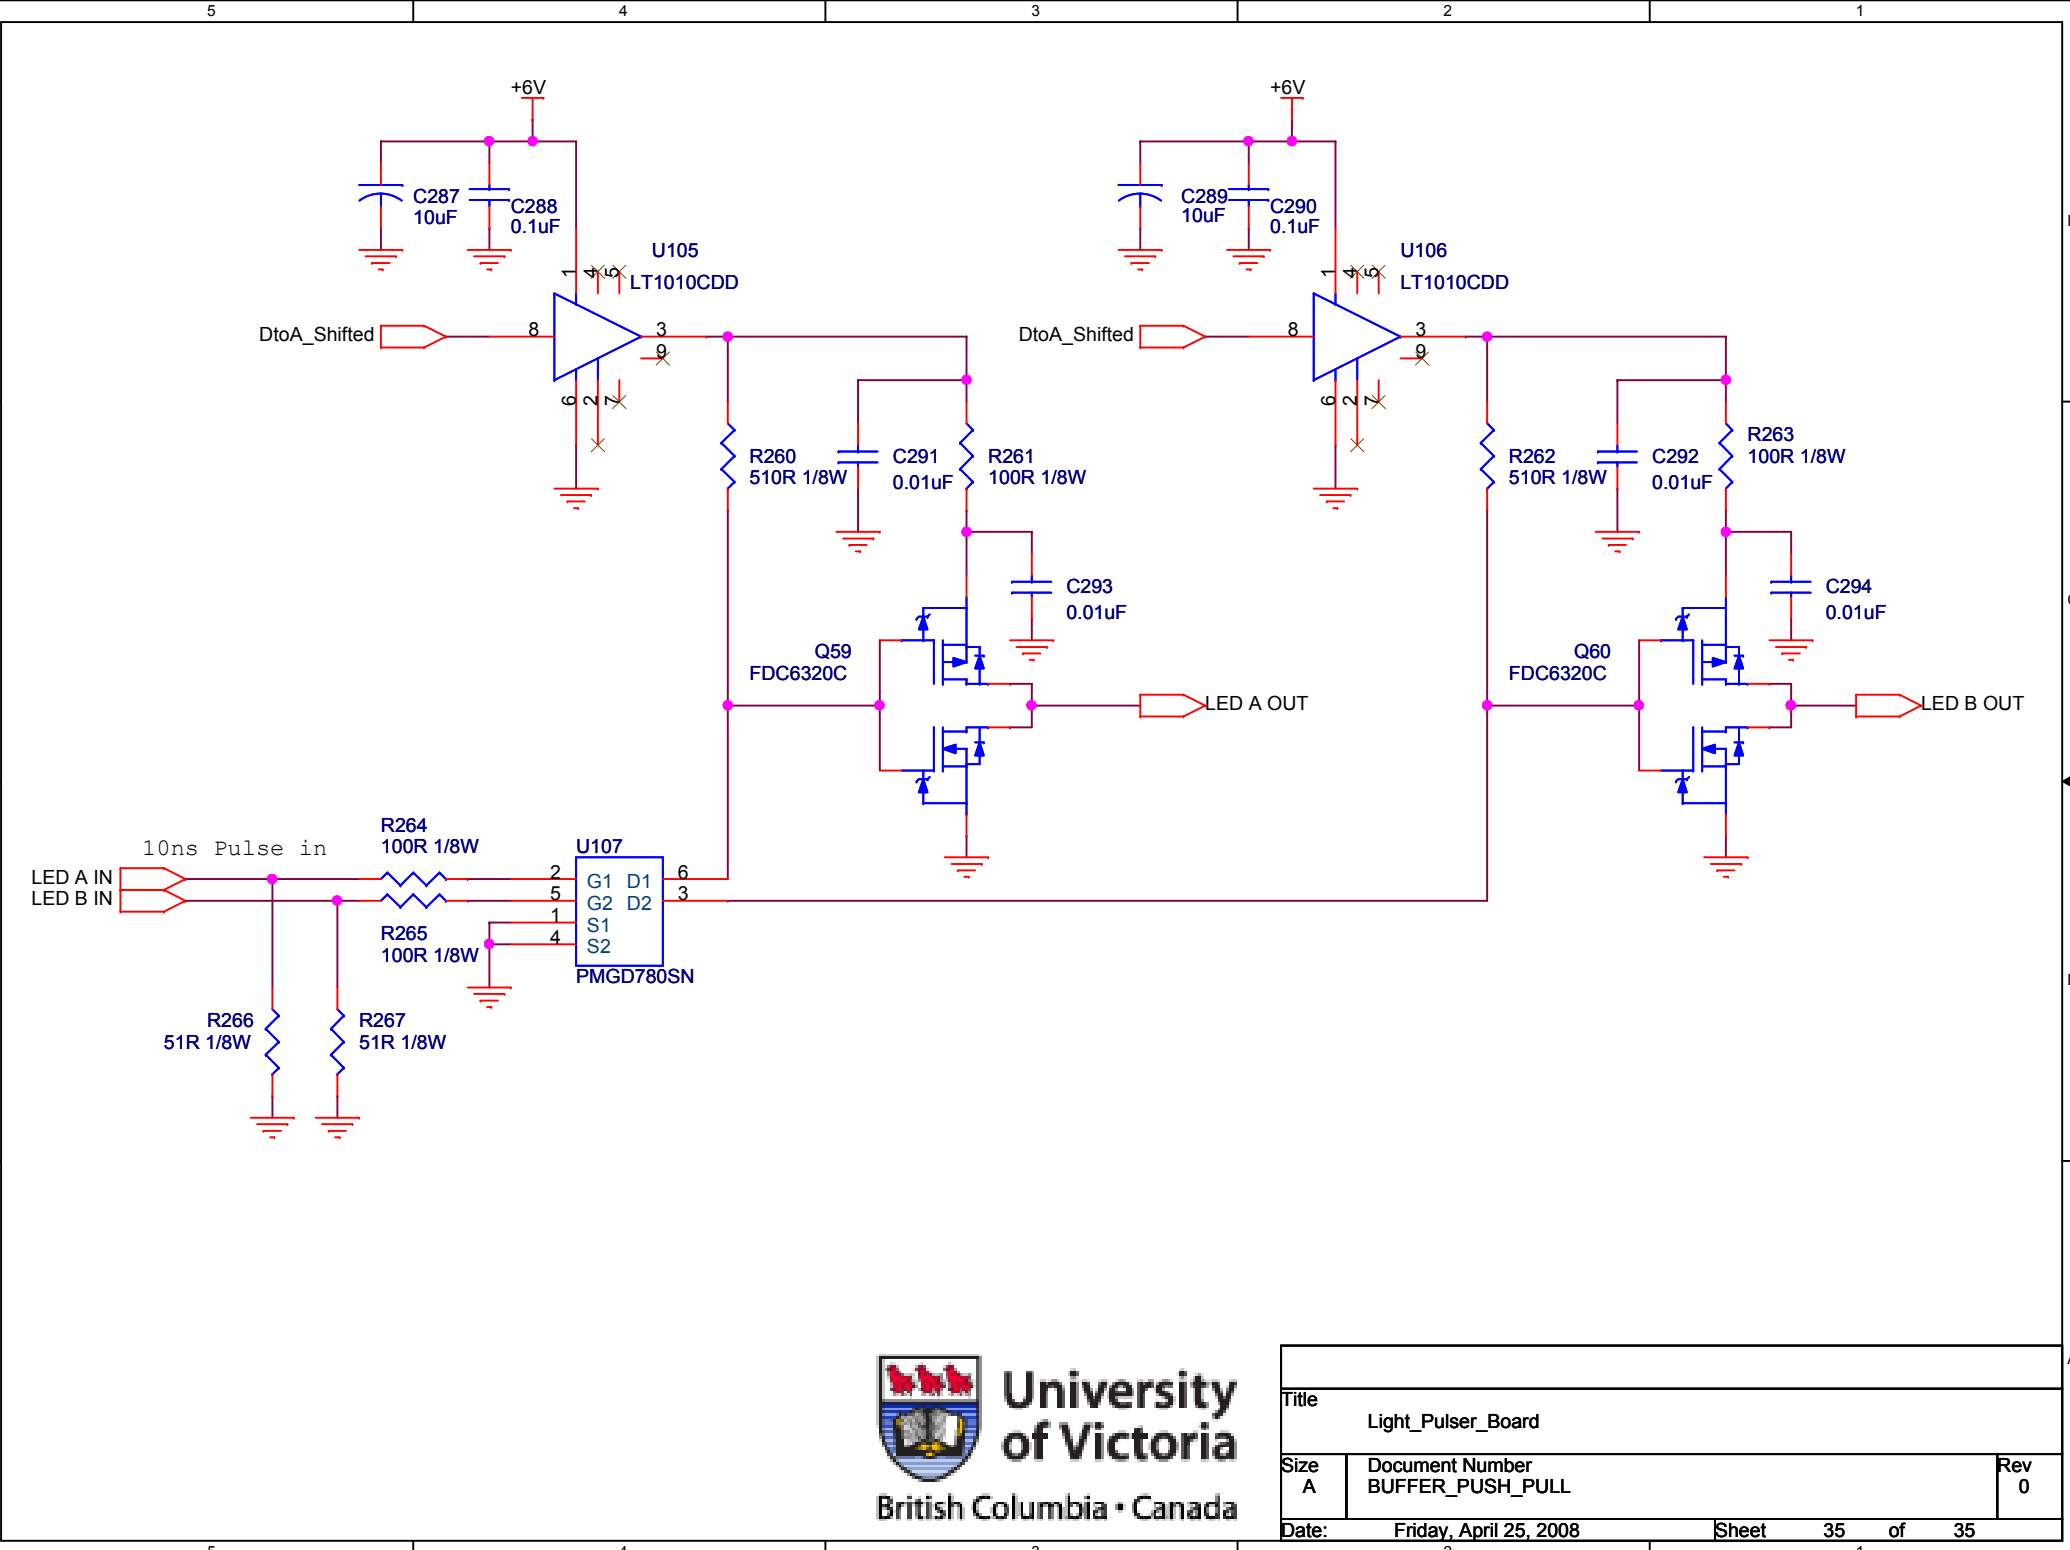 5 4 3 2 1
+6V +6V
C287
10uF
C288
0.1uF
C289
10uF
C290
0.1uF
U105
LT1010CDD
U106
LT1010CDD
1 4 5
1 4 5
DtoA_Shifted 8 3
9
DtoA_Shifted 8 3
9
6 2 7
6 2 7
R260
510R 1/8W
C291
0.01uF
R261
100R 1/8W
R262
510R 1/8W
C292
0.01uF
R263
100R 1/8W
C293
0.01uF
C294
0.01uF
Q59
FDC6320C
Q60
FDC6320C
LED A OUT
LED B OUT
10ns Pulse in
R264
100R 1/8W
U107
LED A IN 2 G1 D1 6
LED B IN 5 G2 D2 3
1 S1
4 S2
R265
100R 1/8W
PMGD780SN
R266
51R 1/8W
R267
51R 1/8W
University
of Victoria
British Columbia • Canada
Title
Light_Pulser_Board
Size Document Number Rev
A BUFFER_PUSH_PULL 0
Date: Friday, April 25, 2008 Sheet 35 of 35